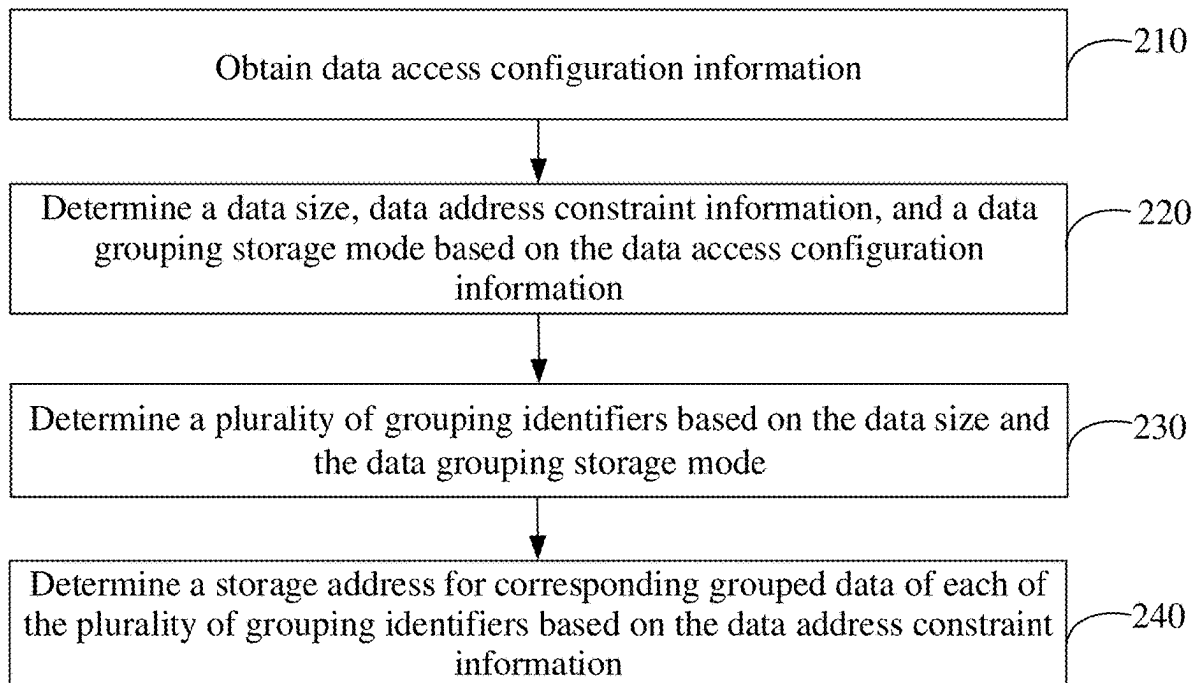 Obtain data access configuration information
210
Determine a data size, data address constraint information, and a data
grouping storage mode based on the data access configuration
information
220
Determine a plurality of grouping identifiers based on the data size and
the data grouping storage mode
230
Determine a storage address for corresponding grouped data of each of
the plurality of grouping identifiers based on the data address constraint
information
240